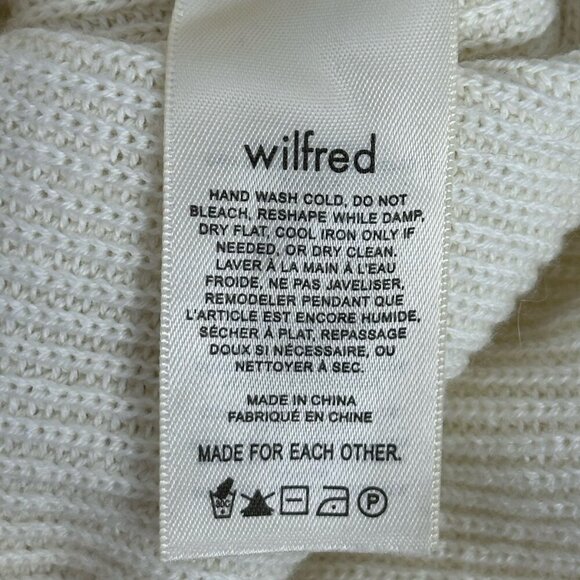 wilfred
HAND WASH COLD, DO NOT
BLEACH, RESHAPE WHILE DAMP,
DRY FLAT, COOL IRON ONLY IF
NEEDED, OR DRY CLEAN.
LAVER À LA MAIN À L'EAU
FROIDE, NE PAS JAVELISER,
REMODELER PENDANT QUE
L'ARTICLE EST ENCORE HUMIDE,
SÉCHER À PLAT, REPASSAGE
DOUX SI NÉCESSAIRE, OU
NETTOYER À SEC.
MADE IN CHINA
FABRIQUÉ EN CHINE
MADE FOR EACH OTHER.
P